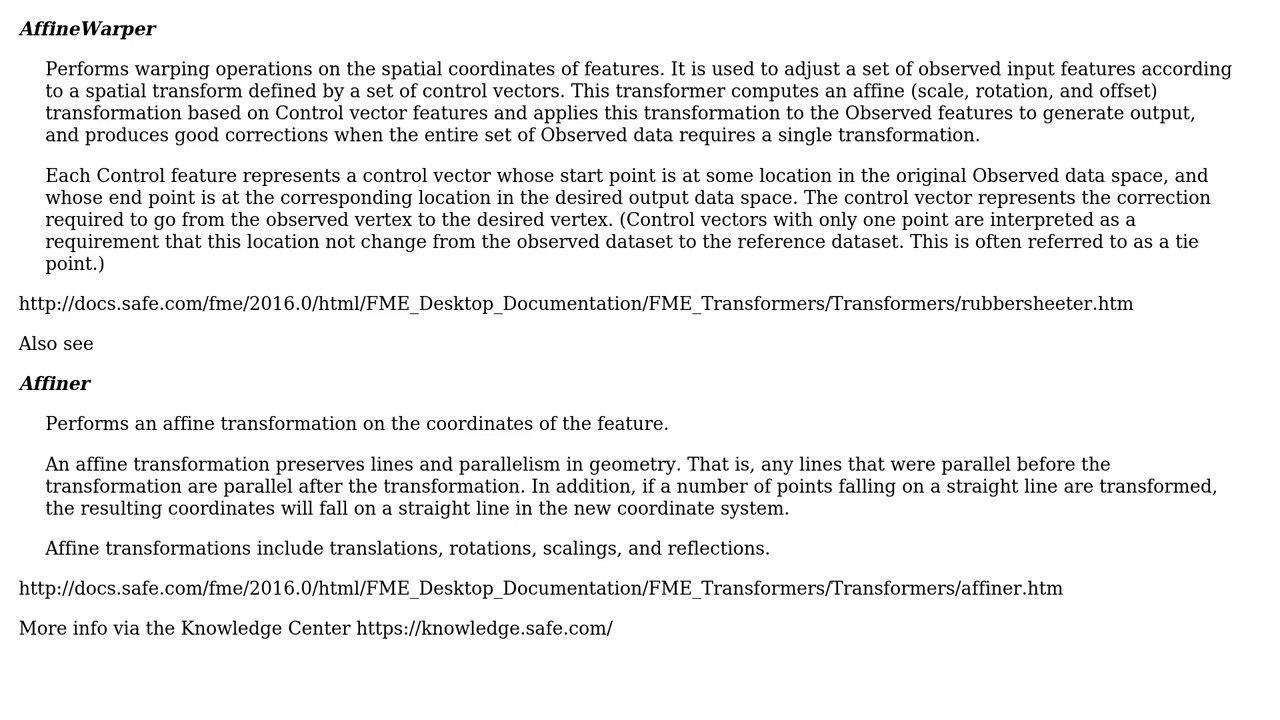 AffineWarper
Performs warping operations on the spatial coordinates of features. It is used to adjust a set of observed input features according
to a spatial transform defined by a set of control vectors. This transformer computes an affine (scale, rotation, and offset)
transformation based on Control vector features and applies this transformation to the Observed features to generate output,
and produces good corrections when the entire set of Observed data requires a single transformation.
Each Control feature represents a control vector whose start point is at some location in the original Observed data space, and
whose end point is at the corresponding location in the desired output data space. The control vector represents the correction
required to go from the observed vertex to the desired vertex. (Control vectors with only one point are interpreted as a
requirement that this location not change from the observed dataset to the reference dataset. This is often referred to as a tie
point.)
http://docs.safe.com/fme/2016.0/html/FME_Desktop_Documentation/FME_Transformers/Transformers/rubbersheeter.htm
Also see
Affiner
Performs an affine transformation on the coordinates of the feature.
An affine transformation preserves lines and parallelism in geometry. That is, any lines that were parallel before the
transformation are parallel after the transformation. In addition, if a number of points falling on a straight line are transformed,
the resulting coordinates will fall on a straight line in the new coordinate system.
Affine transformations include translations, rotations, scalings, and reflections.
http://docs.safe.com/fme/2016.0/html/FME_Desktop_Documentation/FME_Transformers/Transformers/affiner.htm
More info via the Knowledge Center https://knowledge.safe.com/